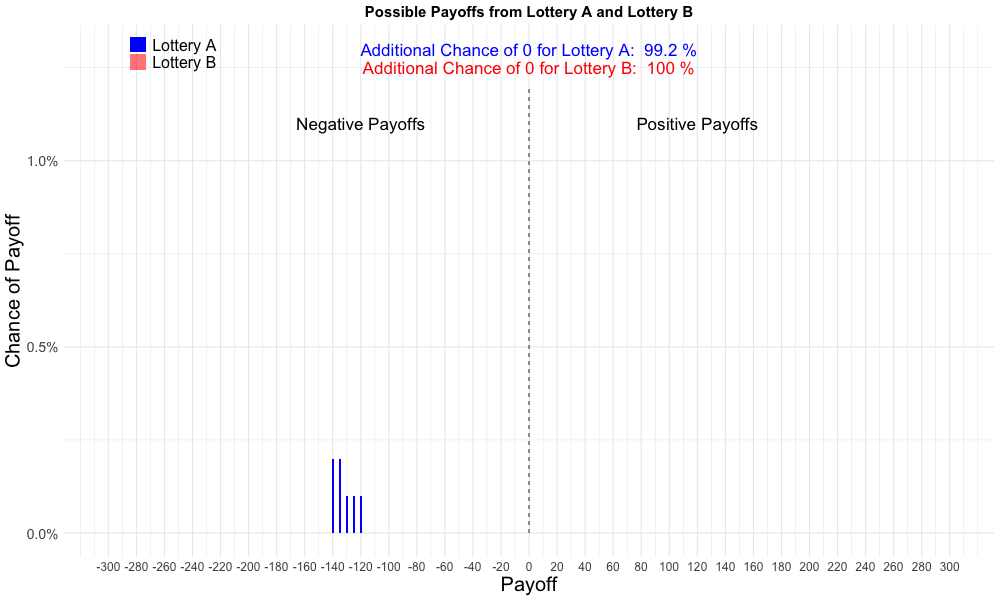 Possible Payoffs from Lottery A and Lottery B
Lottery A
Lottery B
Additional Chance of 0 for Lottery A:  99.2 %
Additional Chance of 0 for Lottery B:  100 %
Negative Payoffs
Positive Payoffs
Chance of Payoff
1.0%
0.5%
0.0%
-300 -280 -260 -240 -220 -200 -180 -160 -140 -120 -100 -80 -60 -40 -20 0 20 40 60 80 100 120 140 160 180 200 220 240 260 280 300
Payoff